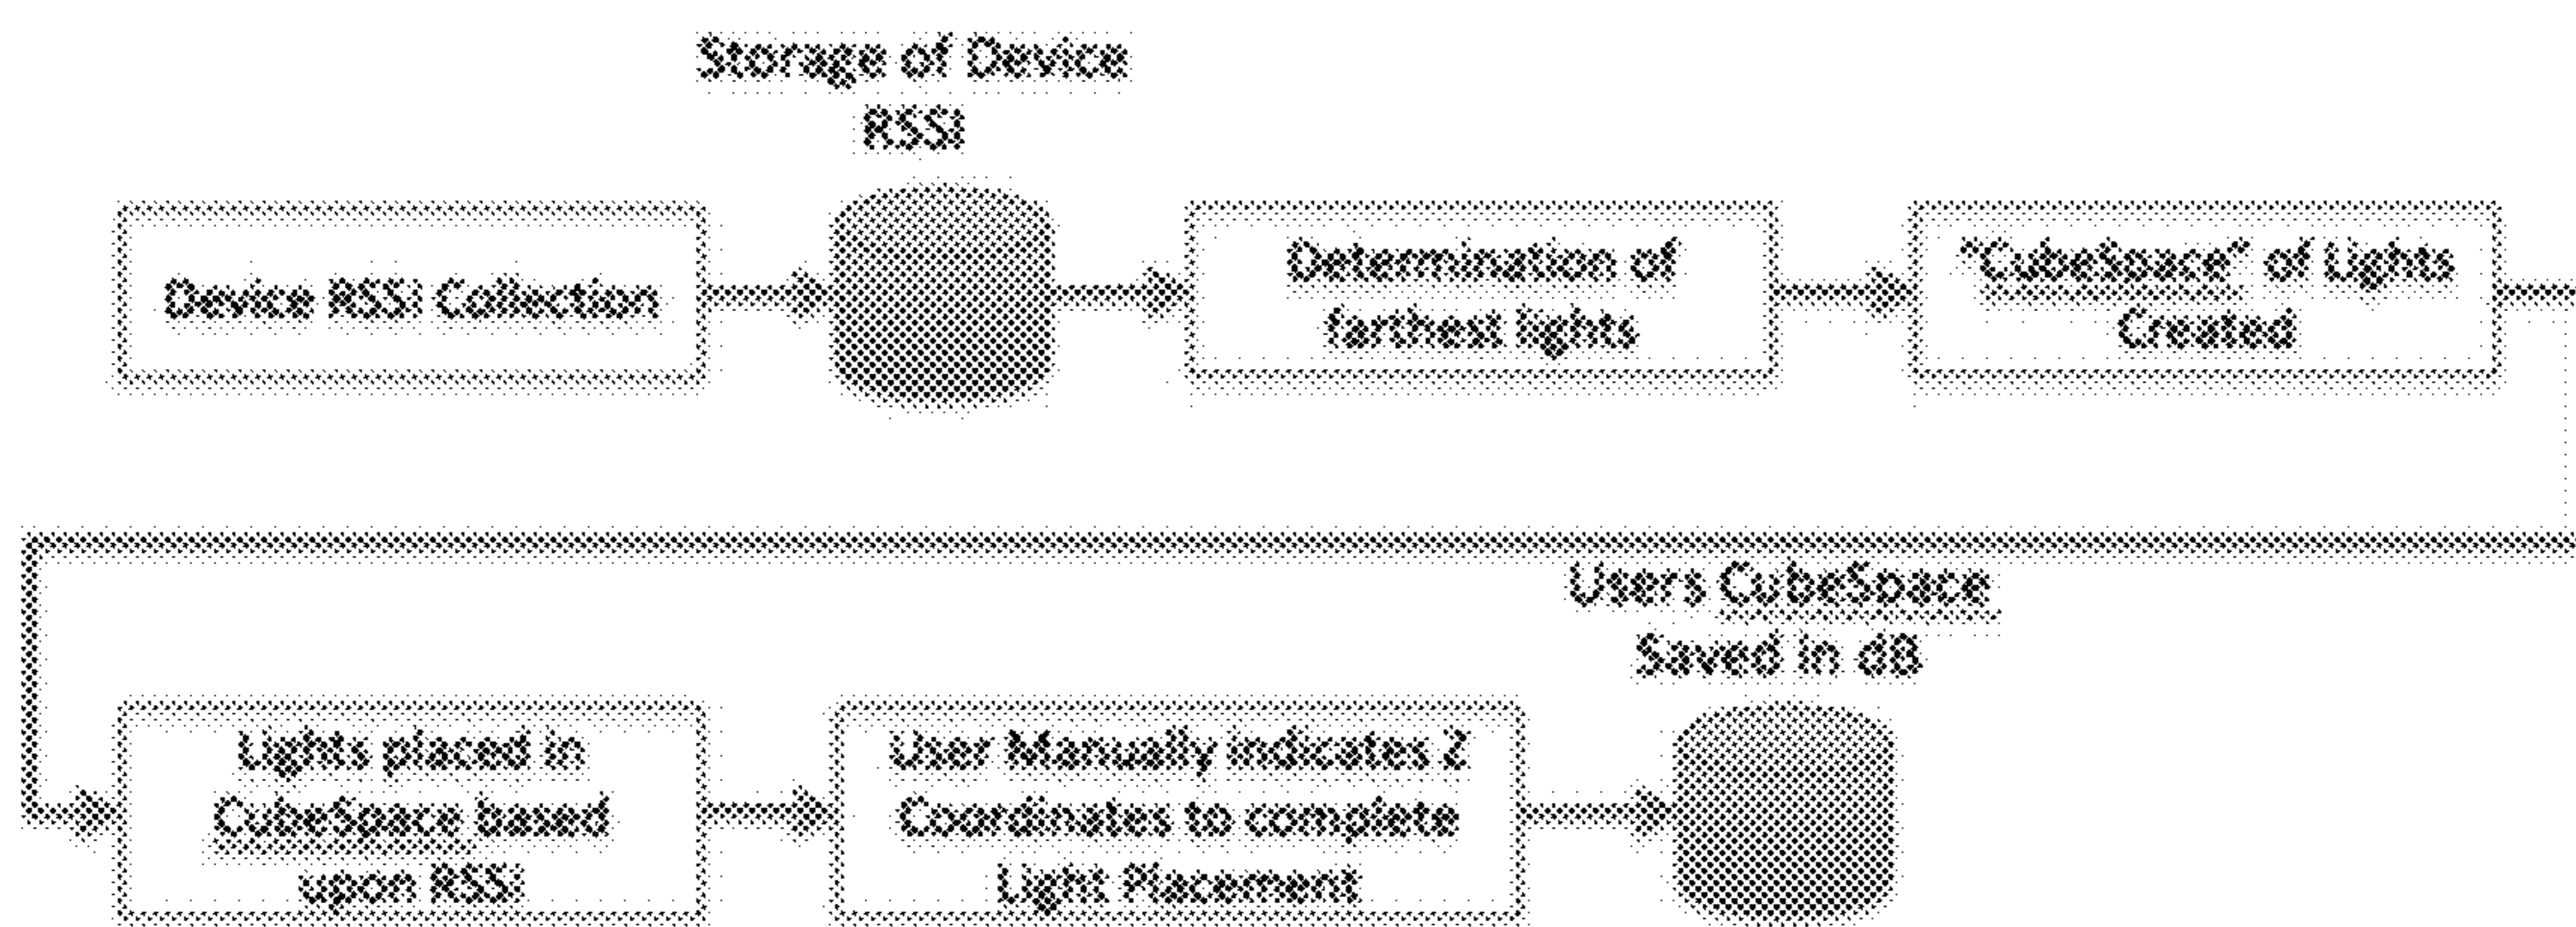 Storage of Device
RSSI
Device RSSI Collection
Determination of
farthest lights
"CubeSpace" of Lights
Created
Users CubeSpace
Saved in dB
Lights placed in
CubeSpace based
upon RSSI
User Manually indicates Z
Coordinates to complete
Light Placement